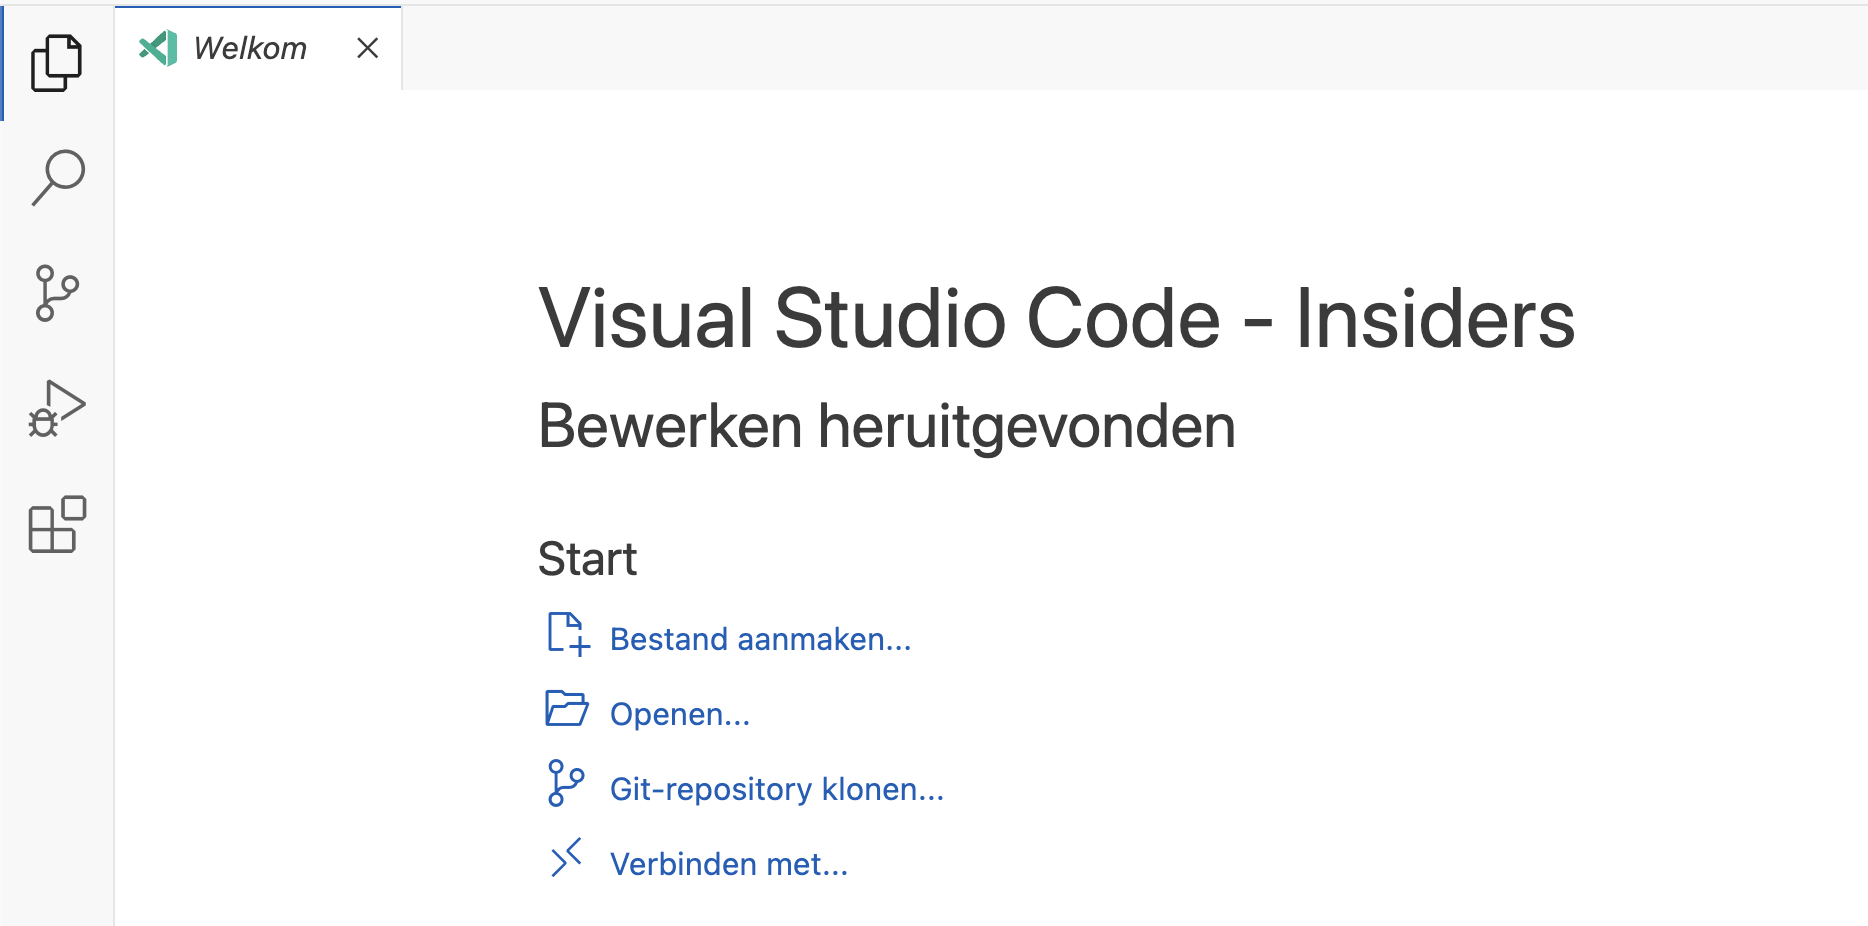 Welkom
Visual Studio Code - Insiders
Bewerken heruitgevonden
Start
Bestand aanmaken...
Openen...
Git-repository klonen...
Verbinden met...